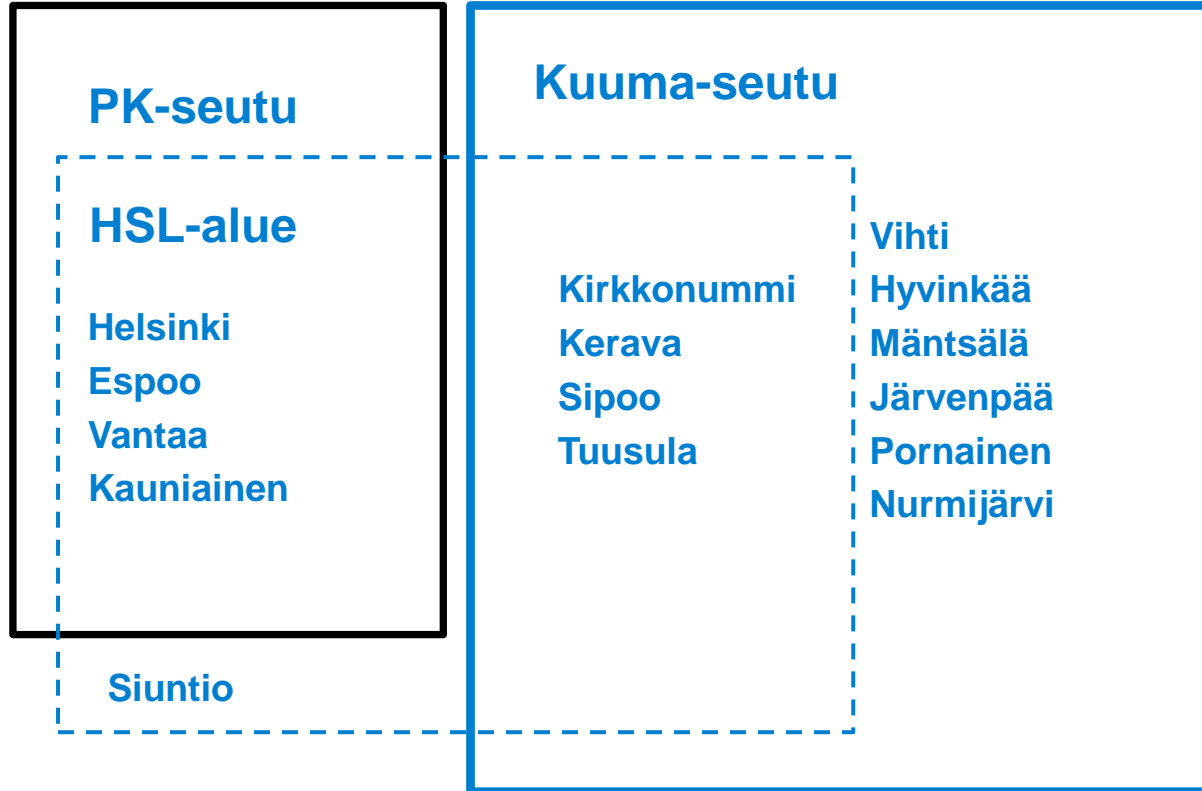 PK-seutu
HSL-alue
Helsinki
Espoo
Vantaa
Kauniainen
Siuntio
Kuuma-seutu
Kirkkonummi
Kerava
Sipoo
Tuusula
Vihti
Hyvinkää
Mäntsälä
Järvenpää
Pornainen
Nurmijärvi